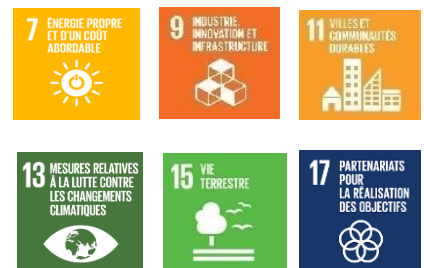 7 ÉNERGIE PROPRE
ET D'UN COÛT
ABORDABLE
9 INDUSTRIE,
INNOVATION ET
INFRASTRUCTURE
11 VILLES ET
COMMUNAUTÉS
DURABLES
13 MESURES RELATIVES
À LA LUTTE CONTRE
LES CHANGEMENTS
CLIMATIQUES
15 VIE
TERRESTRE
17 PARTENARIATS
POUR
LA RÉALISATION
DES OBJECTIFS